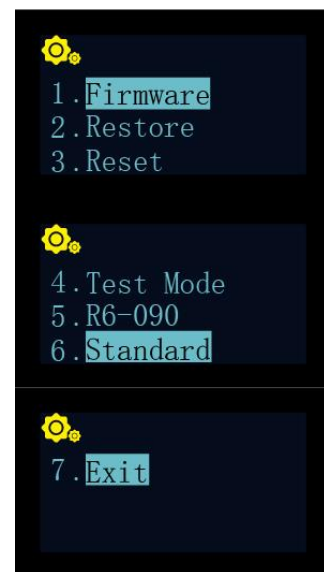 1.Firmware
2.Restore
3.Reset
4.Test Mode
5.R6-090
6.Standard
7.Exit